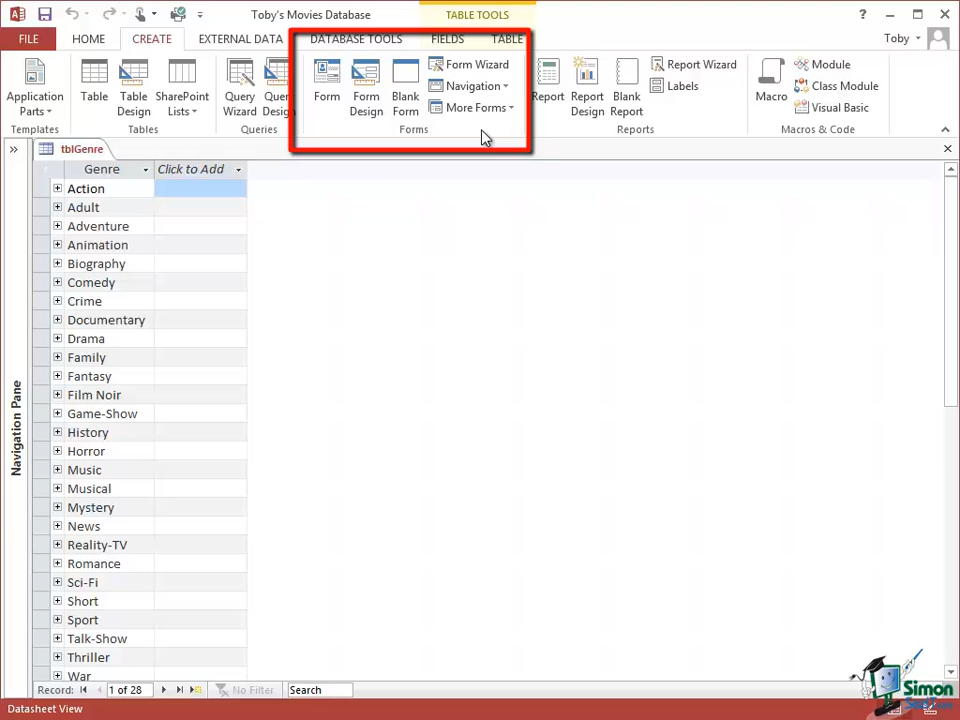 Toby's Movies Database
TABLE TOOLS
FILE
HOME
CREATE
EXTERNAL DATA
DATABASE TOOLS
FIELDS
TABLE
Toby
Application
Parts
Templates
Table
Table
Design
SharePoint
Lists
Tables
Query
Wizard
Query
Design
Queries
Form
Form
Design
Blank
Form
Form Wizard
Navigation
More Forms
Forms
Report
Report
Design
Blank
Report
Report Wizard
Labels
Reports
Macro
Module
Class Module
Visual Basic
Macros & Code
tblGenre
Genre
Click to Add
Action
Adult
Adventure
Animation
Biography
Comedy
Crime
Documentary
Drama
Family
Fantasy
Film Noir
Game-Show
History
Horror
Music
Musical
Mystery
News
Reality-TV
Romance
Sci-Fi
Short
Sport
Talk-Show
Thriller
War
Navigation Pane
Record:
1 of 28
No Filter
Search
Datasheet View
Simon